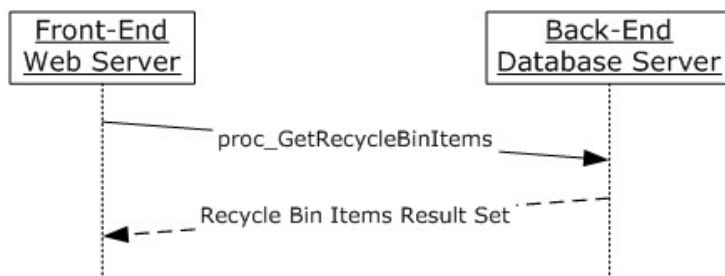 Front-End
Web Server
Back-End
Database Server
proc_GetRecycleBinItems
Recycle Bin Items Result Set